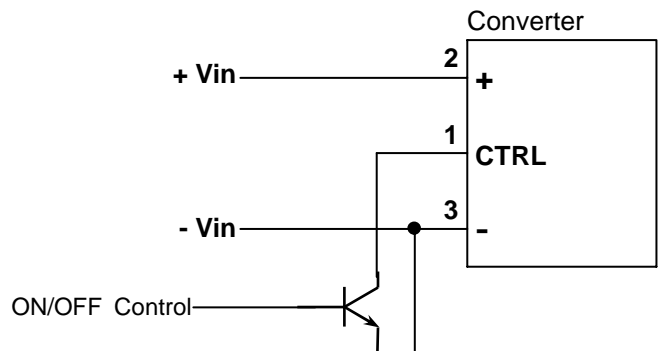 Converter
2
+ Vin
+
1
CTRL
3
- Vin
-
ON/OFF Control